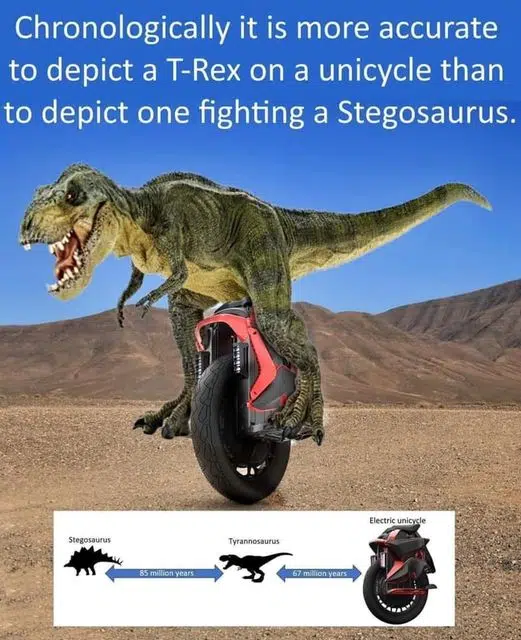 Chronologically it is more accurate
to depict a T-Rex on a unicycle than
to depict one fighting a Stegosaurus.
Electric unicycle
Stegosaurus
Tyrannosaurus
85 million years
67 million years